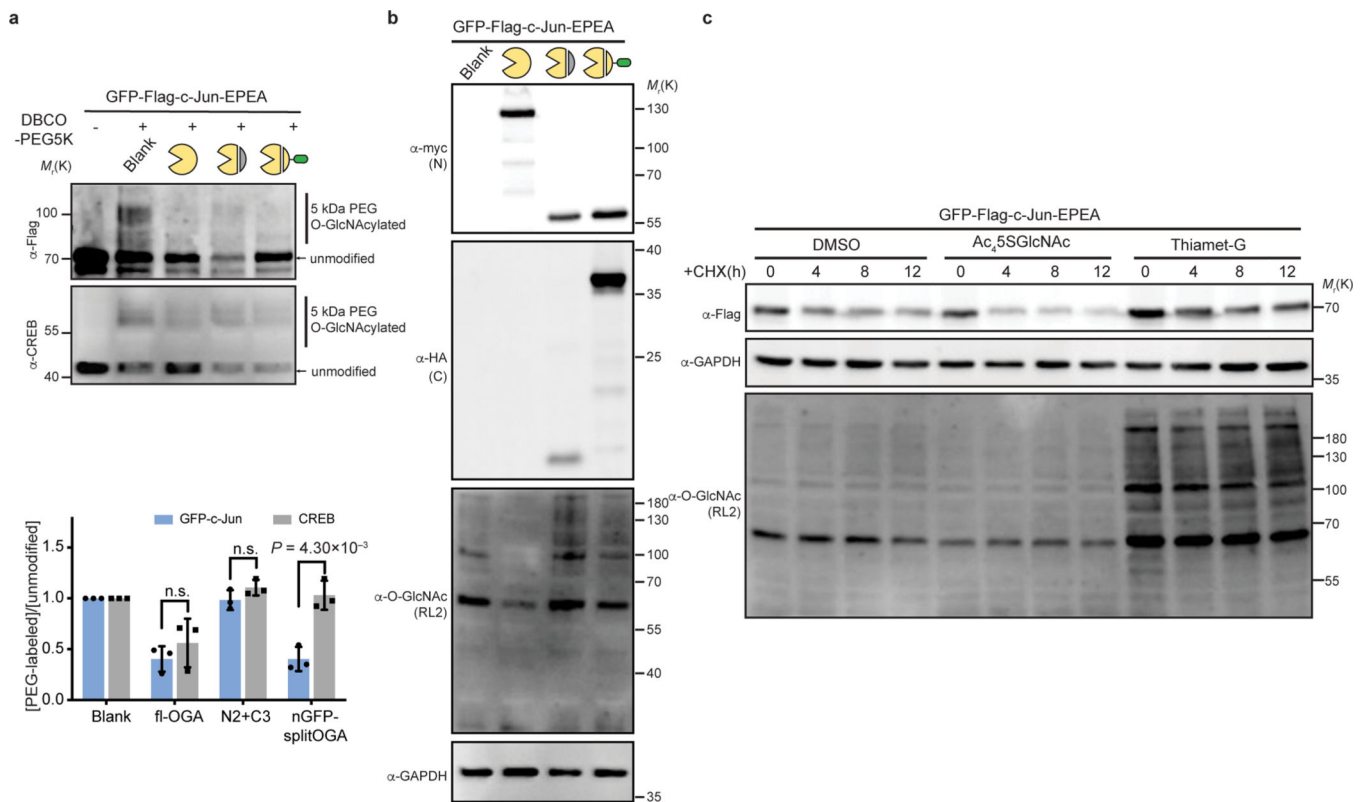 a
GFP-Flag-c-Jun-EPEA
DBCO
-PEG5K
- + + + +
Blank
Mr(K)
100
70
α-Flag
5 kDa PEG
O-GlcNAcylated
unmodified
55
40
α-CREB
5 kDa PEG
O-GlcNAcylated
unmodified
GFP-c-Jun CREB
[PEG-labeled]/[unmodified]
1.5
1.0
0.5
0.0
n.s.
n.s.
P = 4.30×10⁻³
Blank
fl-OGA
N2+C3
nGFP-
splitOGA
b
GFP-Flag-c-Jun-EPEA
Blank
Mr(K)
α-myc
(N)
130
100
70
55
α-HA
(C)
40
35
25
α-O-GlcNAc
(RL2)
180
130
100
70
55
40
α-GAPDH
35
c
GFP-Flag-c-Jun-EPEA
DMSO Ac₄5SGlcNAc Thiamet-G
+CHX(h) 0 4 8 12 0 4 8 12 0 4 8 12
Mr(K)
α-Flag
70
α-GAPDH
35
α-O-GlcNAc
(RL2)
180
130
100
70
55